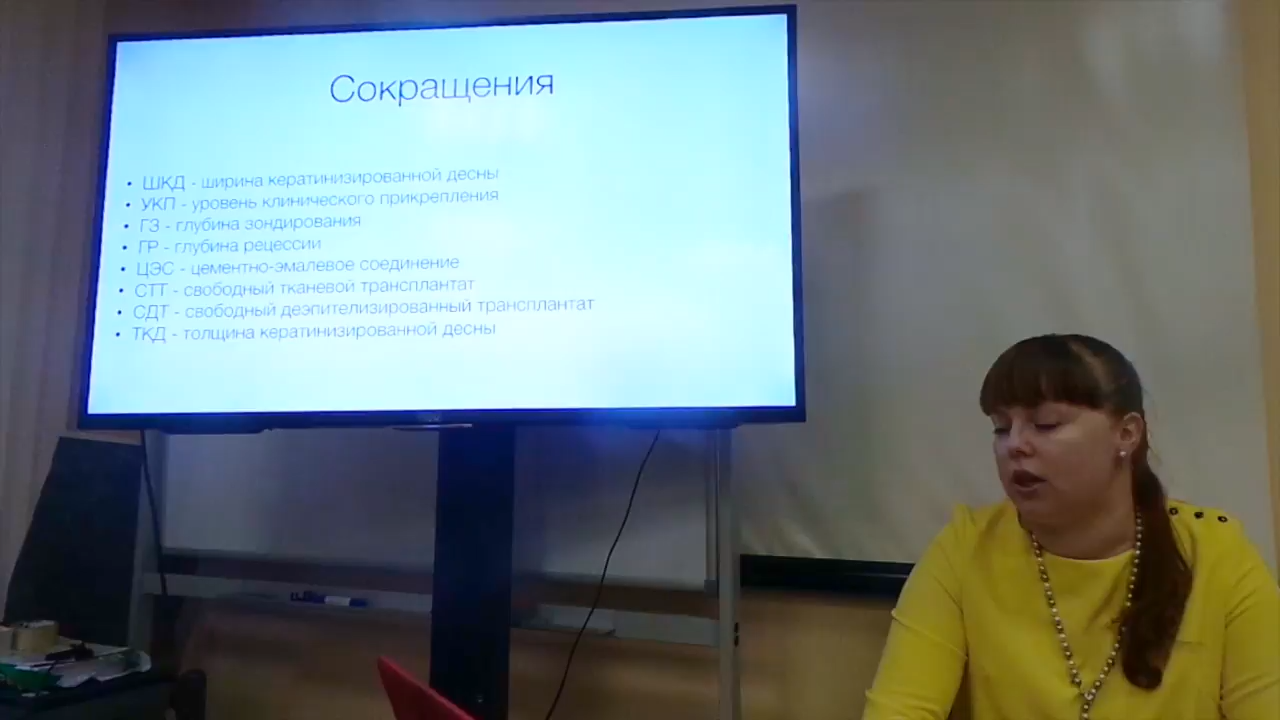 Сокращения
• ШКД - ширина кератинизированной десны
• УКП - уровень клинического прикрепления
• ГЗ - глубина зондирования
• ГР - глубина рецессии
• ЦЭС - цементно-эмалевое соединение
• СТТ - свободный тканевой трансплантат
• СДТ - свободный деэпителизированный трансплантат
• ТКД - толщина кератинизированной десны